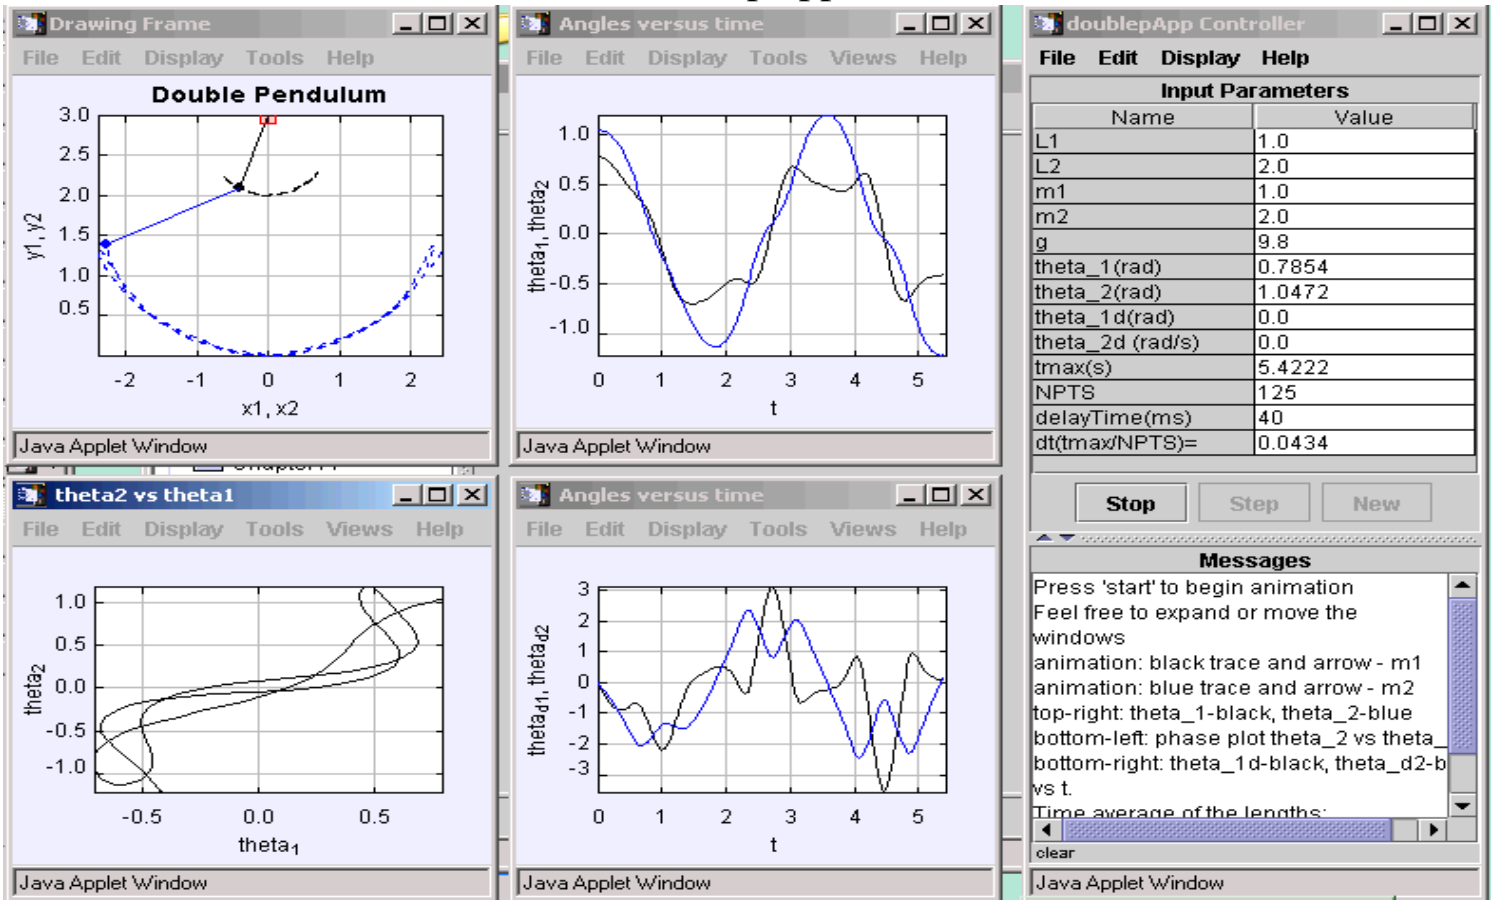 Drawing Frame
File Edit Display Tools Help
Double Pendulum
3.0
2.5
2.0
1.5
1.0
0.5
y1, y2
-2 -1 0 1 2
x1, x2
Java Applet Window
Angles versus time
File Edit Display Tools Views Help
1.0
0.5
0.0
-0.5
-1.0
theta1, theta2
0 1 2 3 4 5
t
Java Applet Window
doublepApp Controller
File Edit Display Help
Input Parameters
Name Value
L1 1.0
L2 2.0
m1 1.0
m2 2.0
g 9.8
theta_1(rad) 0.7854
theta_2(rad) 1.0472
theta_1d(rad) 0.0
theta_2d (rad/s) 0.0
tmax(s) 5.4222
NPTS 125
delayTime(ms) 40
dt(tmax/NPTS)= 0.0434
Stop Step New
Messages
Press 'start' to begin animation
Feel free to expand or move the
windows
animation: black trace and arrow - m1
animation: blue trace and arrow - m2
top-right: theta_1-black, theta_2-blue
bottom-left: phase plot theta_2 vs theta_
bottom-right: theta_1d-black, theta_d2-b
vs t.
Time average of the lengths:
clear
Java Applet Window
theta2 vs theta1
File Edit Display Tools Views Help
1.0
0.5
0.0
-0.5
-1.0
theta2
-0.5 0.0 0.5
theta1
Java Applet Window
Angles versus time
File Edit Display Tools Views Help
3
2
1
0
-1
-2
-3
thetad1, thetad2
0 1 2 3 4 5
t
Java Applet Window